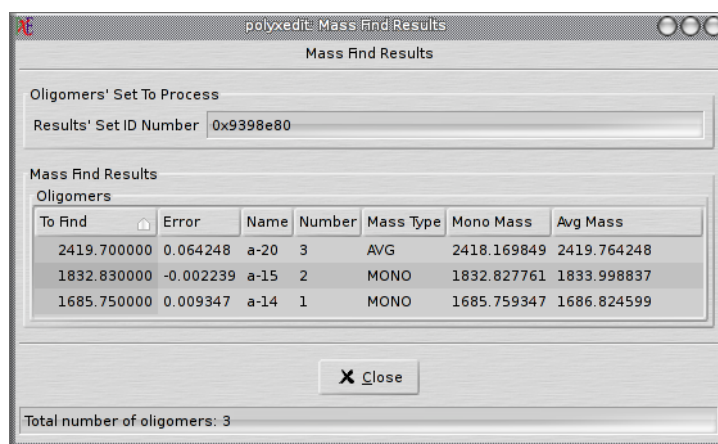 polyxedit: Mass Find Results
Mass Find Results
Oligomers' Set To Process
Results' Set ID Number 0x9398e80
Mass Find Results
Oligomers
To Find Error Name Number Mass Type Mono Mass Avg Mass
2419.700000 0.064248 a-20 3 AVG 2418.169849 2419.764248
1832.830000 -0.002239 a-15 2 MONO 1832.827761 1833.998837
1685.750000 0.009347 a-14 1 MONO 1685.759347 1686.824599
Close
Total number of oligomers: 3